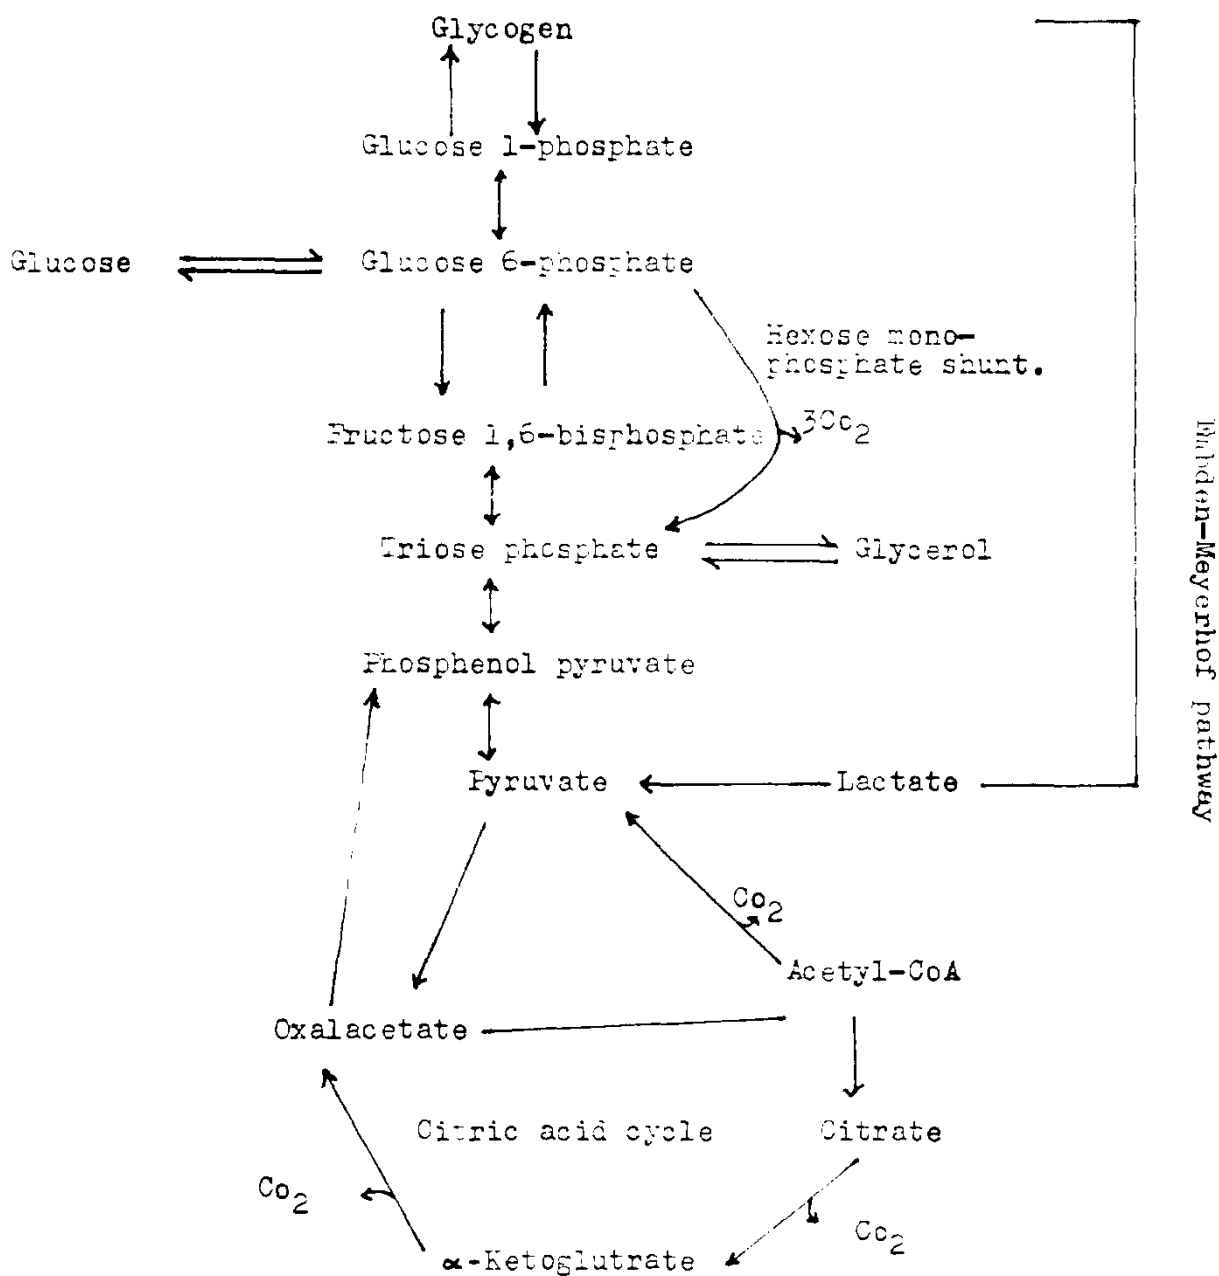 Glycogen
Glucose 1-phosphate
Glucose
Glucose 6-phosphate
Hexose mono-
phosphate shunt.
Fructose 1,6-bisphosphate
3Co2
Triose phosphate
Glycerol
Phosphenol pyruvate
Pyruvate
Lactate
Embden-Meyerhof pathway
Co2
Acetyl-CoA
Oxalacetate
Citric acid cycle
Citrate
Co2
Co2
α-Ketoglutrate